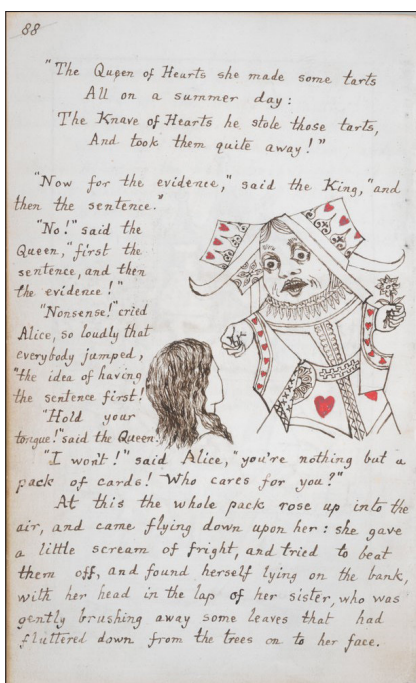 88
"The Queen of Hearts she made some tarts
All on a summer day:
The Knave of Hearts he stole those tarts,
And took them quite away!"
"Now for the evidence," said the King, "and
then the sentence."
"No!" said the
Queen, "first the
sentence, and then
the evidence!"
"Nonsense!" cried
Alice, so loudly that
everybody jumped,
"the idea of having
the sentence first!
"Hold your
tongue!" said the Queen.
"I won't!" said Alice, "you're nothing but a
pack of cards! Who cares for you?"
At this the whole pack rose up into the
air, and came flying down upon her: she gave
a little scream of fright, and tried to beat
them off, and found herself lying on the bank,
with her head in the lap of her sister, who was
gently brushing away some leaves that had
fluttered down from the trees on to her face.